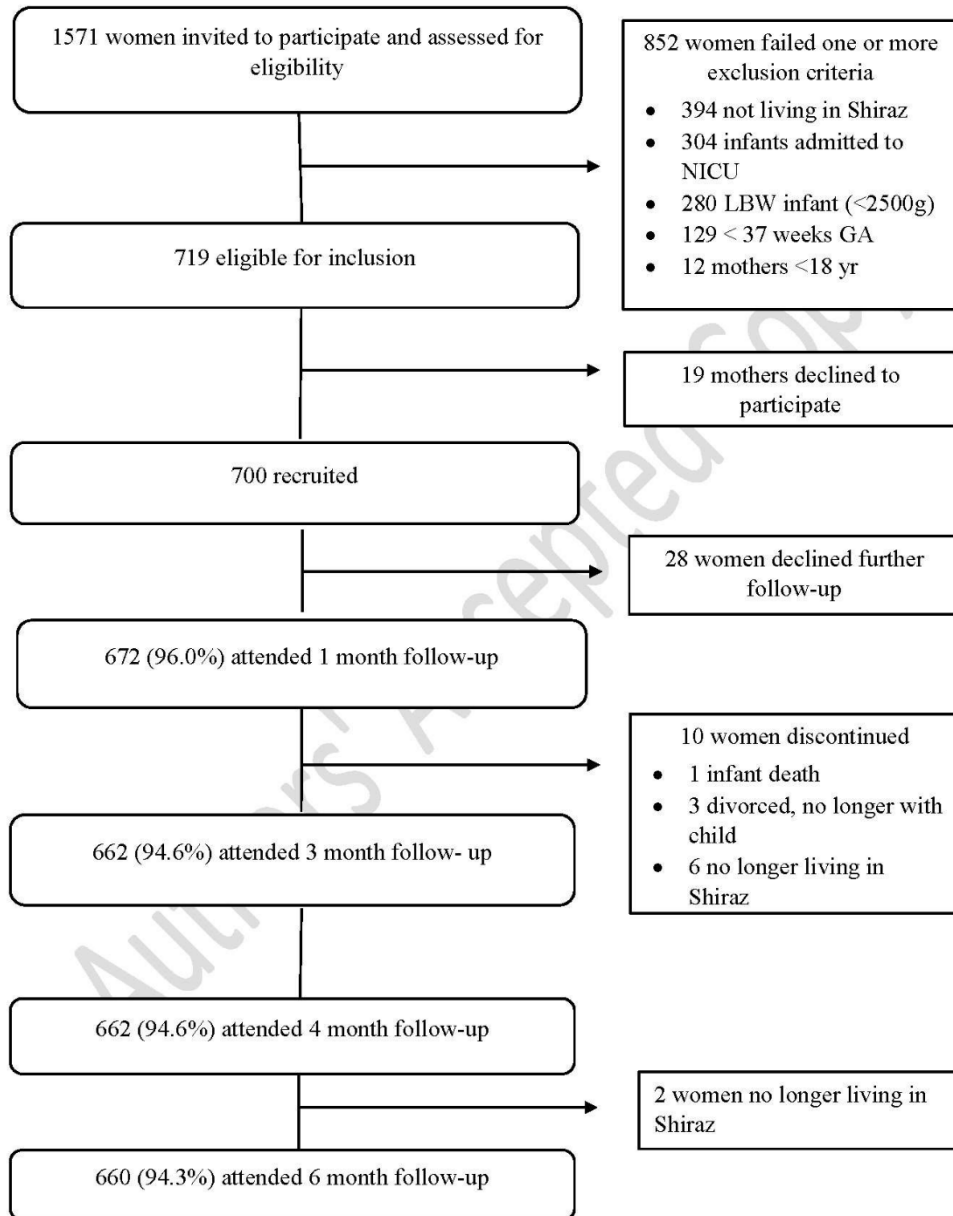 1571 women invited to participate and assessed for
eligibility
852 women failed one or more
exclusion criteria
• 394 not living in Shiraz
• 304 infants admitted to
NICU
• 280 LBW infant (<2500g)
• 129 < 37 weeks GA
• 12 mothers <18 yr
719 eligible for inclusion
19 mothers declined to
participate
700 recruited
28 women declined further
follow-up
672 (96.0%) attended 1 month follow-up
10 women discontinued
• 1 infant death
• 3 divorced, no longer with
child
• 6 no longer living in
Shiraz
662 (94.6%) attended 3 month follow- up
662 (94.6%) attended 4 month follow-up
2 women no longer living in
Shiraz
660 (94.3%) attended 6 month follow-up
Authors' Accepted Copy